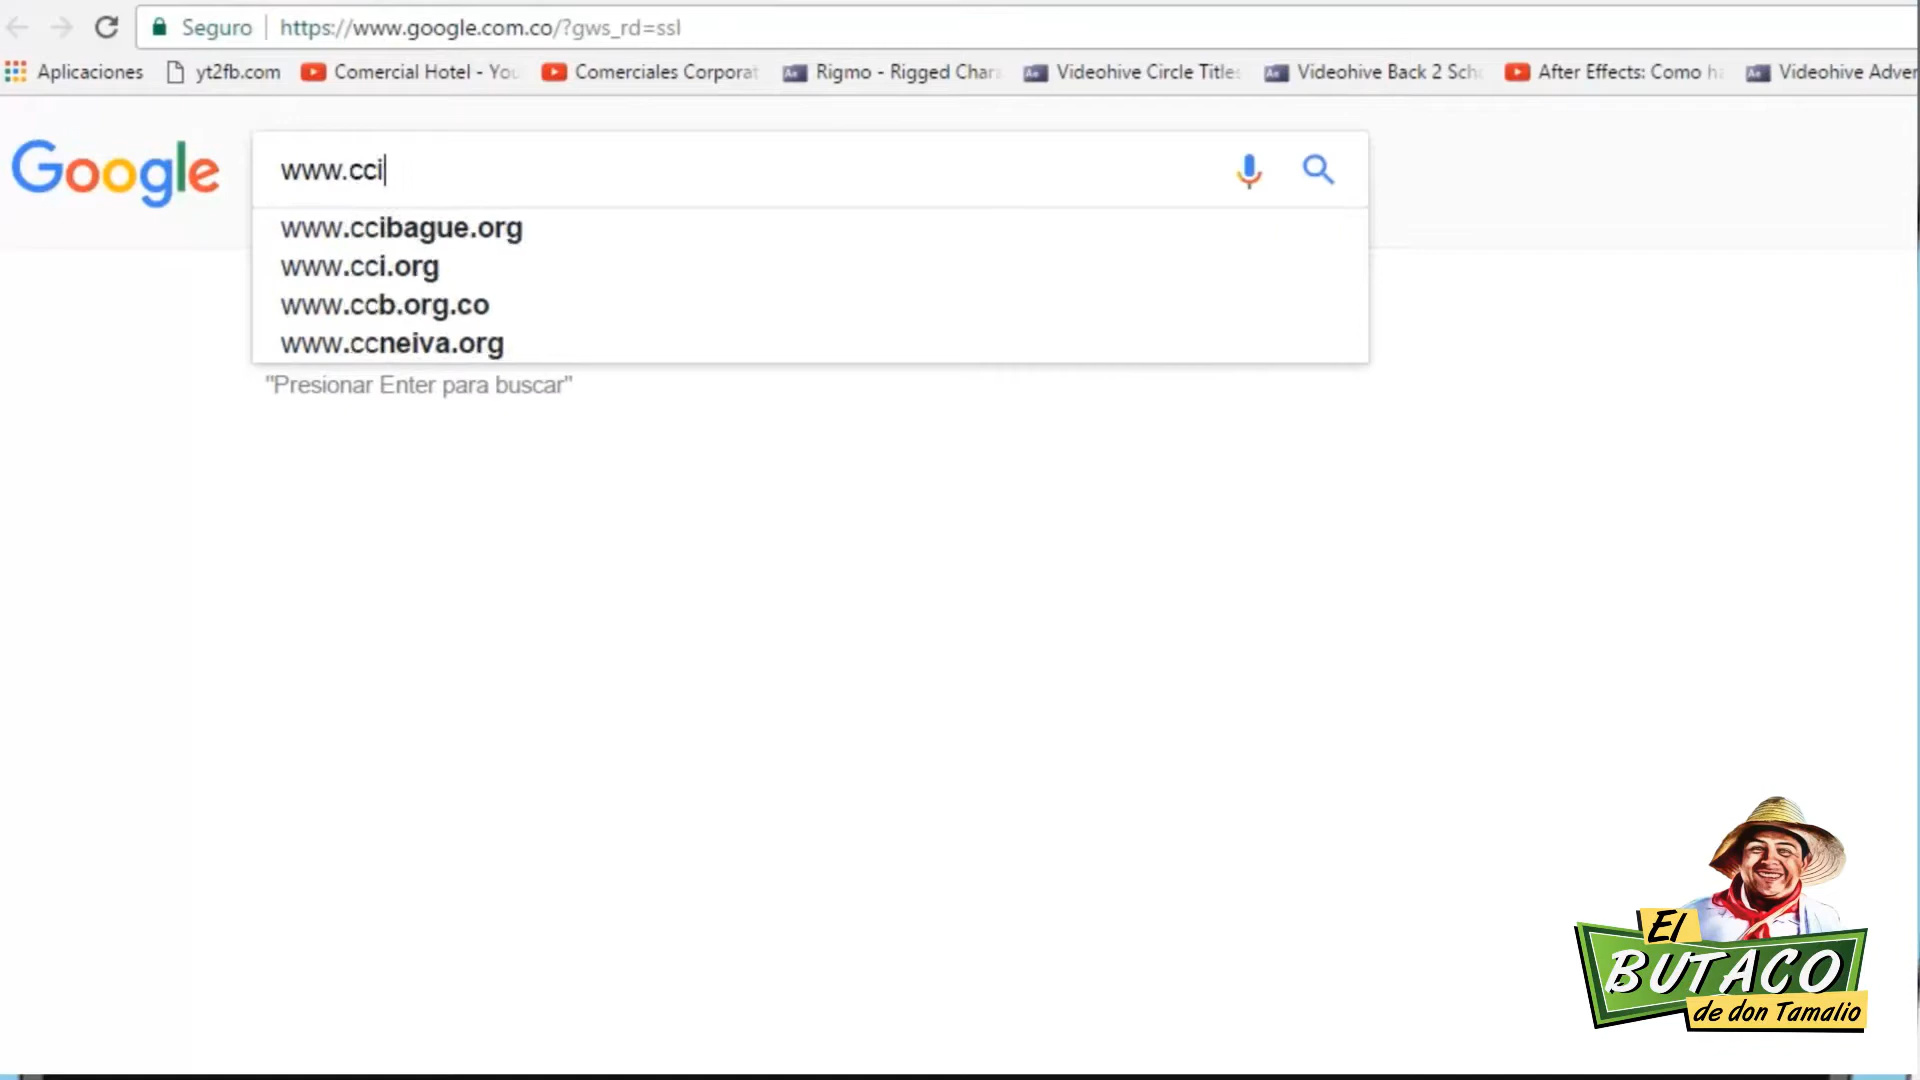 Seguro | https://www.google.com.co/?gws_rd=ssl
Aplicaciones yt2fb.com Comercial Hotel - You Comerciales Corporat Rigmo - Rigged Chara Videohive Circle Titles Videohive Back 2 Scho After Effects: Como ha Videohive Adver
Google
www.cci
www.ccibague.org
www.cci.org
www.ccb.org.co
www.ccneiva.org
"Presionar Enter para buscar"
El
BUTACO
de don Tamalio